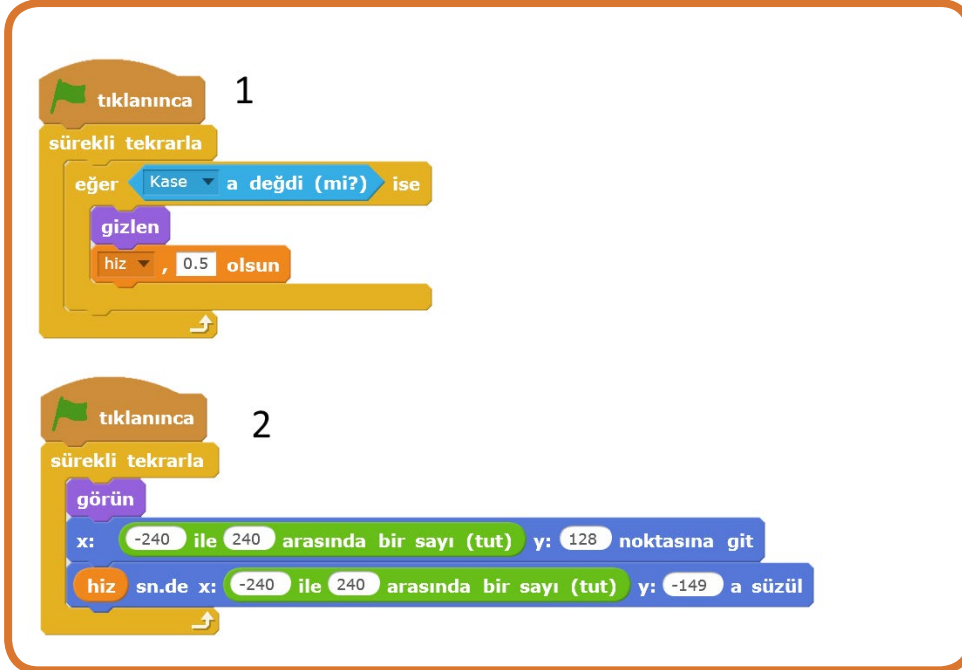 tıklanınca 1
sürekli tekrarla
eğer Kase a değdi (mi?) ise
gizlen
hiz , 0.5 olsun
tıklanınca 2
sürekli tekrarla
görün
x: -240 ile 240 arasında bir sayı (tut) y: 128 noktasına git
hiz sn.de x: -240 ile 240 arasında bir sayı (tut) y: -149 a süzül